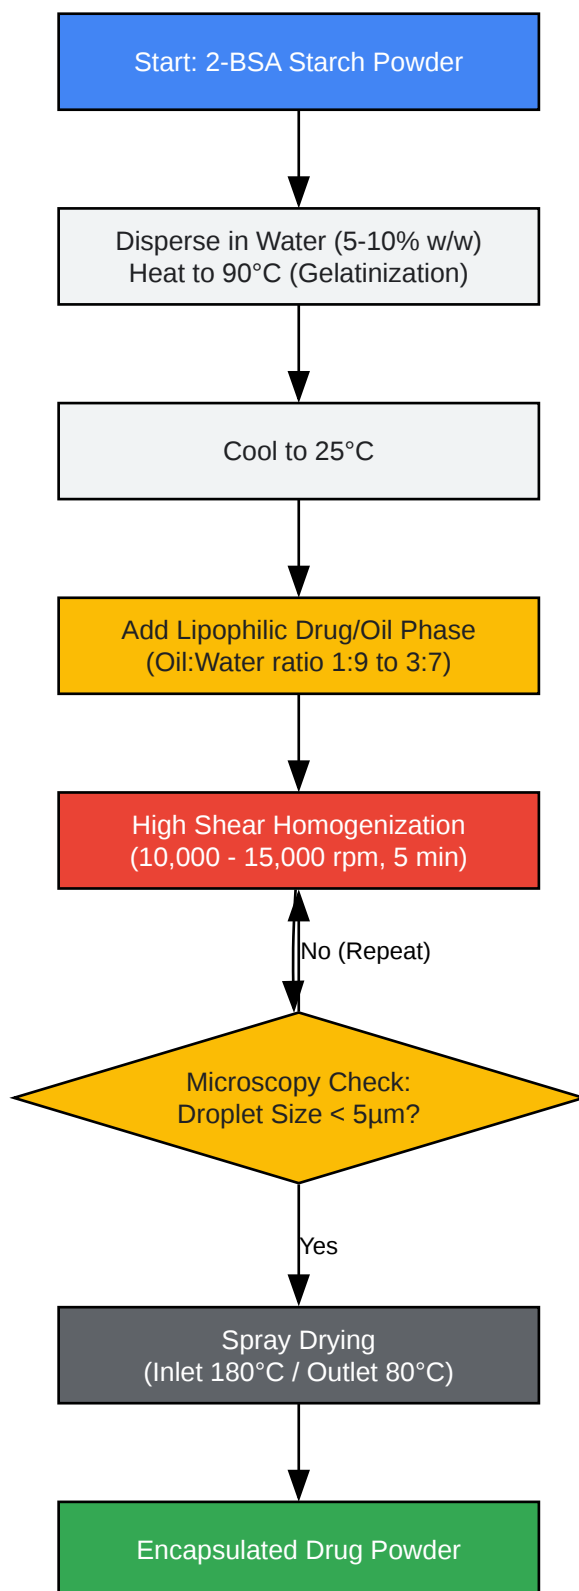 Start: 2-BSA Starch Powder
Disperse in Water (5-10% w/w)
Heat to 90°C (Gelatinization)
Cool to 25°C
Add Lipophilic Drug/Oil Phase
(Oil:Water ratio 1:9 to 3:7)
High Shear Homogenization
(10,000 - 15,000 rpm, 5 min)
No (Repeat)
Microscopy Check:
Droplet Size < 5µm?
Yes
Spray Drying
(Inlet 180°C / Outlet 80°C)
Encapsulated Drug Powder